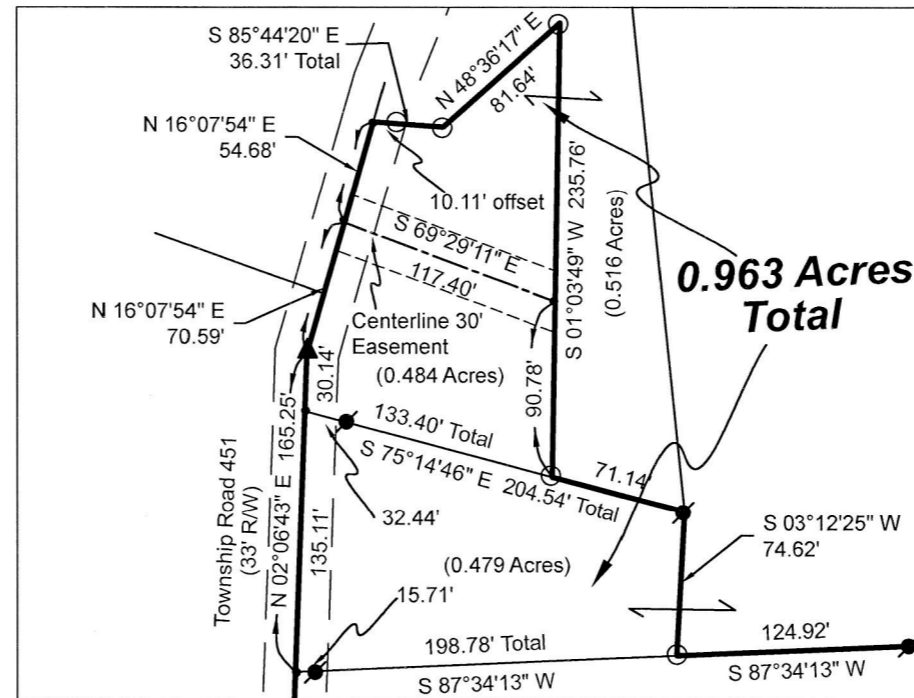 S 85°44'20" E
36.31' Total
N 48°36'17" E
81.64'
N 16°07'54" E
54.68'
10.11' offset
S 69°29'11" E
117.40'
S 01°03'49" W 235.76'
(0.516 Acres)
0.963 Acres
Total
N 16°07'54" E
70.59'
Centerline 30'
Easement
(0.484 Acres)
30.14'
90.78'
133.40' Total
S 75°14'46" E 204.54' Total
71.14'
32.44'
Township Road 451
(33' R/W)
N 02°06'43" E 165.25'
135.11'
S 03°12'25" W
74.62'
(0.479 Acres)
15.71'
198.78' Total
S 87°34'13" W
124.92'
S 87°34'13" W